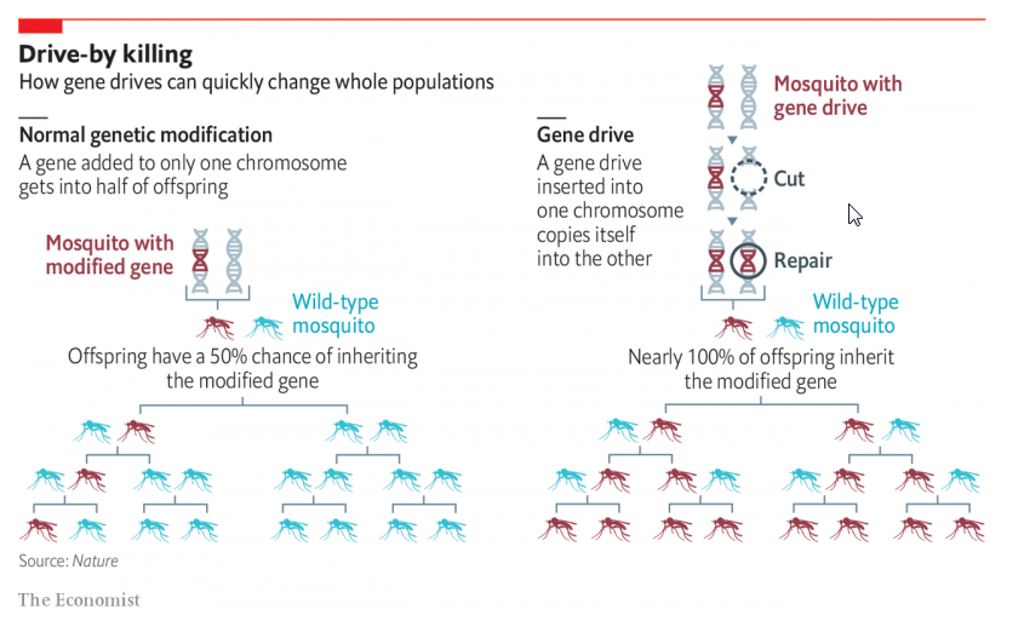 Drive-by killing
How gene drives can quickly change whole populations
Normal genetic modification
A gene added to only one chromosome
gets into half of offspring
Mosquito with
modified gene
Wild-type
mosquito
Offspring have a 50% chance of inheriting
the modified gene
Gene drive
A gene drive
inserted into
one chromosome
copies itself
into the other
Mosquito with
gene drive
Cut
Repair
Wild-type
mosquito
Nearly 100% of offspring inherit
the modified gene
Source: Nature
The Economist